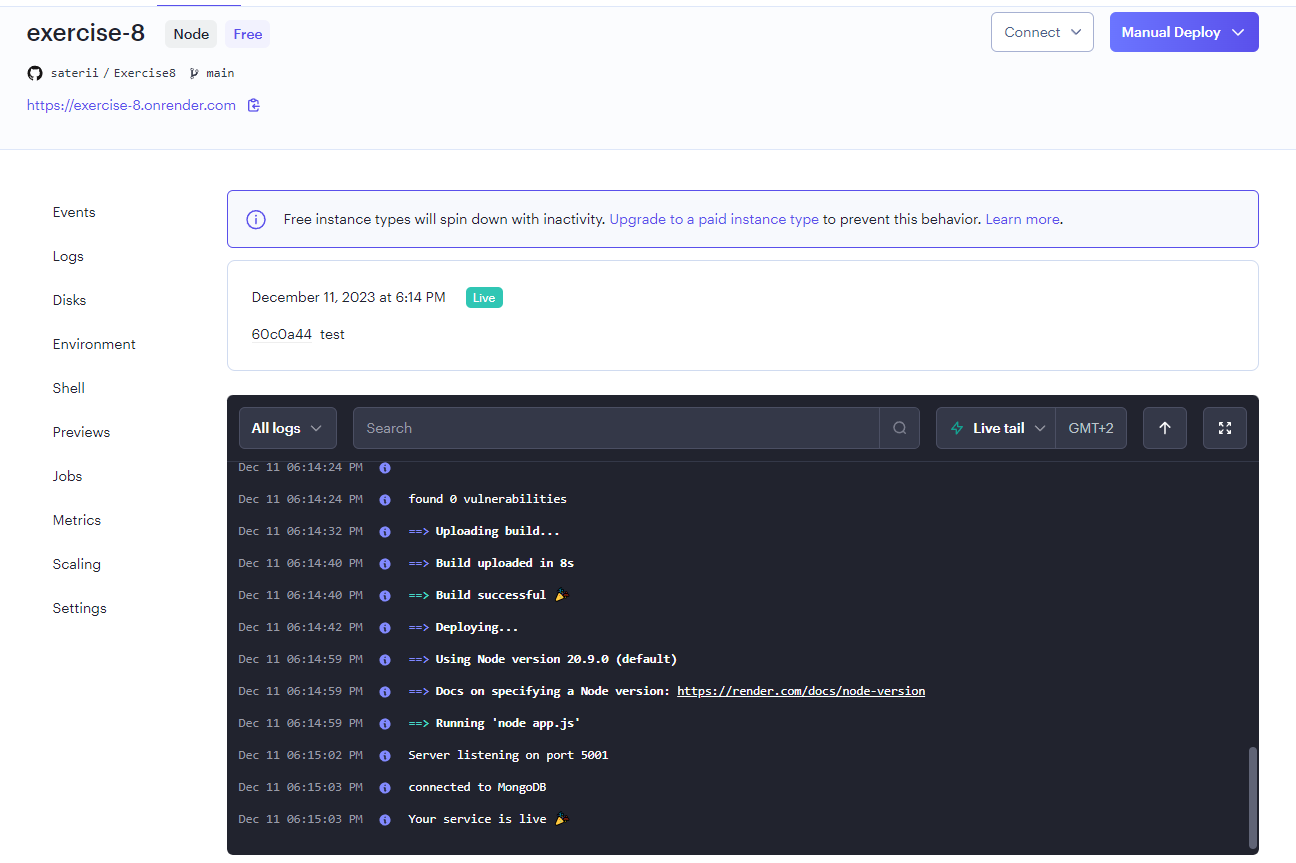 exercise-8 Node Free Connect Manual Deploy
saterii / Exercise8 main
https://exercise-8.onrender.com
Events
Logs
Disks
Environment
Shell
Previews
Jobs
Metrics
Scaling
Settings
Free instance types will spin down with inactivity. Upgrade to a paid instance type to prevent this behavior. Learn more.
December 11, 2023 at 6:14 PM Live
60c0a44 test
All logs Search Live tail GMT+2
Dec 11 06:14:24 PM
Dec 11 06:14:24 PM found 0 vulnerabilities
Dec 11 06:14:32 PM ==> Uploading build...
Dec 11 06:14:40 PM ==> Build uploaded in 8s
Dec 11 06:14:40 PM ==> Build successful 🎉
Dec 11 06:14:42 PM ==> Deploying...
Dec 11 06:14:59 PM ==> Using Node version 20.9.0 (default)
Dec 11 06:14:59 PM ==> Docs on specifying a Node version: https://render.com/docs/node-version
Dec 11 06:14:59 PM ==> Running 'node app.js'
Dec 11 06:15:02 PM Server listening on port 5001
Dec 11 06:15:03 PM connected to MongoDB
Dec 11 06:15:03 PM Your service is live 🎉